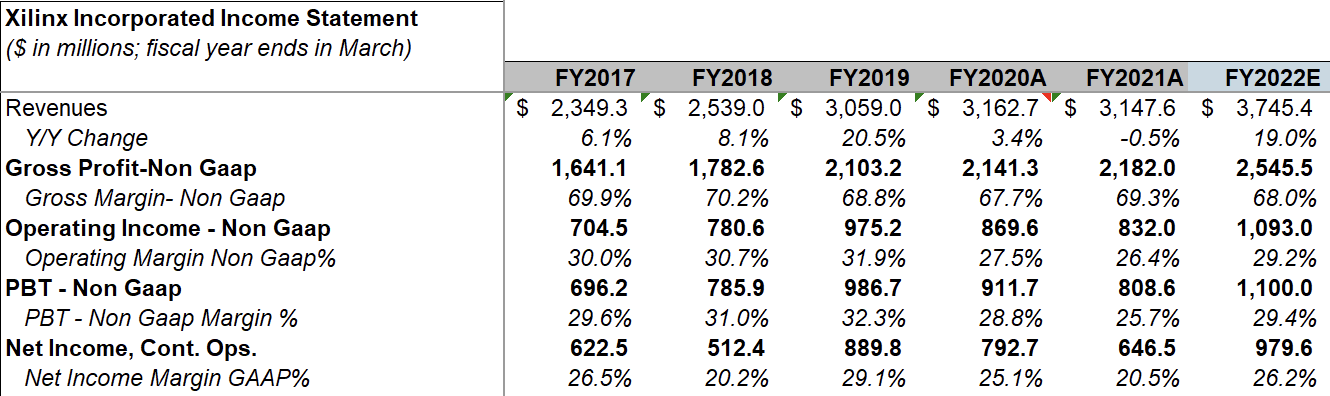 Xilinx Incorporated Income Statement
($ in millions; fiscal year ends in March)
FY2017 FY2018 FY2019 FY2020A FY2021A FY2022E
Revenues $ 2,349.3 $ 2,539.0 $ 3,059.0 $ 3,162.7 $ 3,147.6 $ 3,745.4
Y/Y Change 6.1% 8.1% 20.5% 3.4% -0.5% 19.0%
Gross Profit-Non Gaap 1,641.1 1,782.6 2,103.2 2,141.3 2,182.0 2,545.5
Gross Margin- Non Gaap 69.9% 70.2% 68.8% 67.7% 69.3% 68.0%
Operating Income - Non Gaap 704.5 780.6 975.2 869.6 832.0 1,093.0
Operating Margin Non Gaap% 30.0% 30.7% 31.9% 27.5% 26.4% 29.2%
PBT - Non Gaap 696.2 785.9 986.7 911.7 808.6 1,100.0
PBT - Non Gaap Margin % 29.6% 31.0% 32.3% 28.8% 25.7% 29.4%
Net Income, Cont. Ops. 622.5 512.4 889.8 792.7 646.5 979.6
Net Income Margin GAAP% 26.5% 20.2% 29.1% 25.1% 20.5% 26.2%